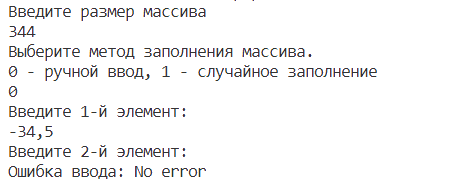 Введите размер массива
344
Выберите метод заполнения массива.
0 - ручной ввод, 1 - случайное заполнение
0
Введите 1-й элемент:
-34,5
Введите 2-й элемент:
Ошибка ввода: No error